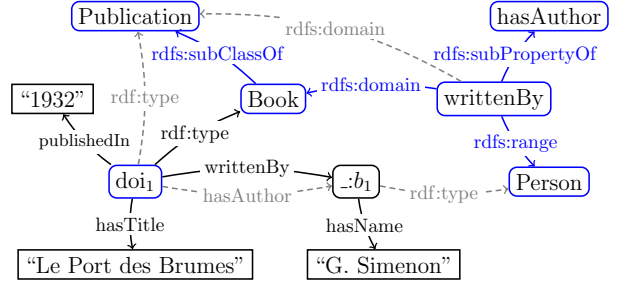 Publication
hasAuthor
rdfs:domain
rdfs:subClassOf
rdfs:subPropertyOf
rdfs:domain
“1932”
rdf:type
Book
writtenBy
publishedIn
rdf:type
rdfs:range
writtenBy
doi₁
_:b₁
Person
hasAuthor
rdf:type
hasTitle
hasName
“Le Port des Brumes”
“G. Simenon”